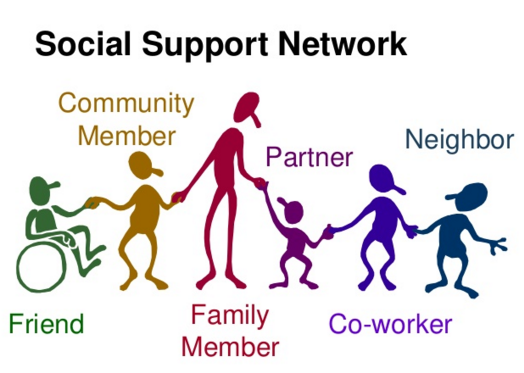 Social Support Network
Community
Member
Partner
Neighbor
Friend
Family
Member
Co-worker